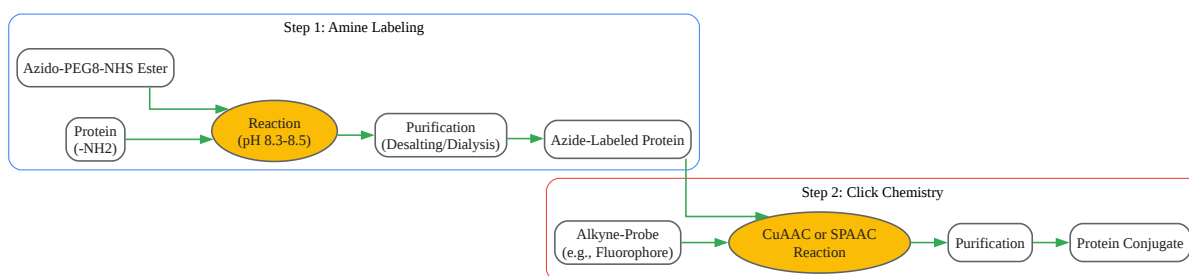 Step 1: Amine Labeling
Azido-PEG8-NHS Ester
Protein
(-NH2)
Reaction
(pH 8.3-8.5)
Purification
(Desalting/Dialysis)
Azide-Labeled Protein
Step 2: Click Chemistry
Alkyne-Probe
(e.g., Fluorophore)
CuAAC or SPAAC
Reaction
Purification
Protein Conjugate